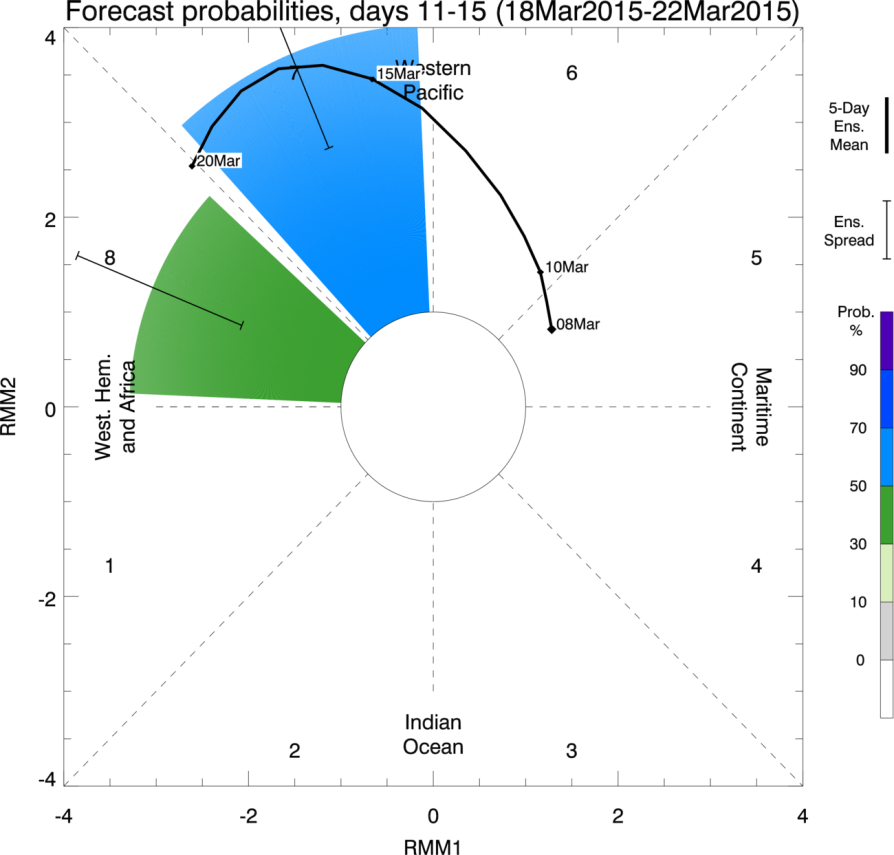 Forecast probabilities, days 11-15 (18Mar2015-22Mar2015)
4
2
0
-2
-4
-4
-2
0
2
4
RMM2
RMM1
7
Western
Pacific
6
15Mar
20Mar
8
5
10Mar
08Mar
West. Hem.
and Africa
Maritime
Continent
1
4
Indian
Ocean
2
3
5-Day
Ens.
Mean
Ens.
Spread
Prob.
%
90
70
50
30
10
0